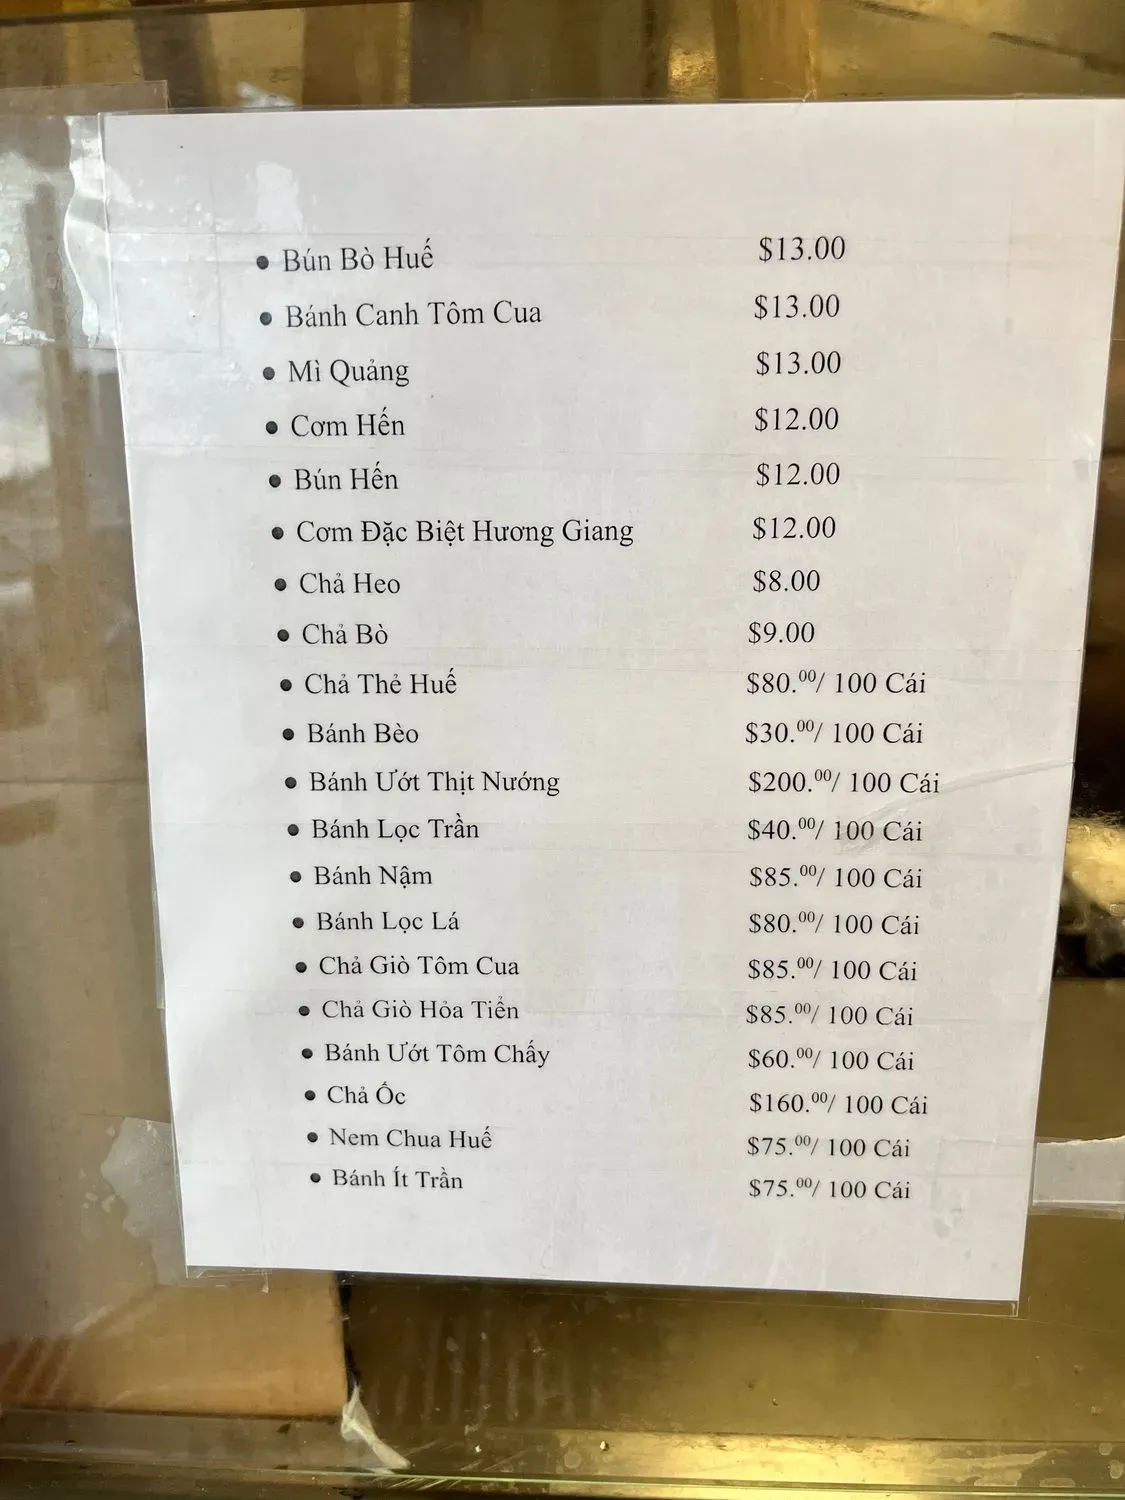 • Bún Bò Huế $13.00
• Bánh Canh Tôm Cua $13.00
• Mì Quảng $13.00
• Cơm Hến $12.00
• Bún Hến $12.00
• Cơm Đặc Biệt Hương Giang $12.00
• Chả Heo $8.00
• Chả Bò $9.00
• Chả Thẻ Huế $80.00/ 100 Cái
• Bánh Bèo $30.00/ 100 Cái
• Bánh Ướt Thịt Nướng $200.00/ 100 Cái
• Bánh Lọc Trần $40.00/ 100 Cái
• Bánh Nậm $85.00/ 100 Cái
• Bánh Lọc Lá $80.00/ 100 Cái
• Chả Giò Tôm Cua $85.00/ 100 Cái
• Chả Giò Hỏa Tiển $85.00/ 100 Cái
• Bánh Ướt Tôm Chấy $60.00/ 100 Cái
• Chả Ốc $160.00/ 100 Cái
• Nem Chua Huế $75.00/ 100 Cái
• Bánh Ít Trần $75.00/ 100 Cái